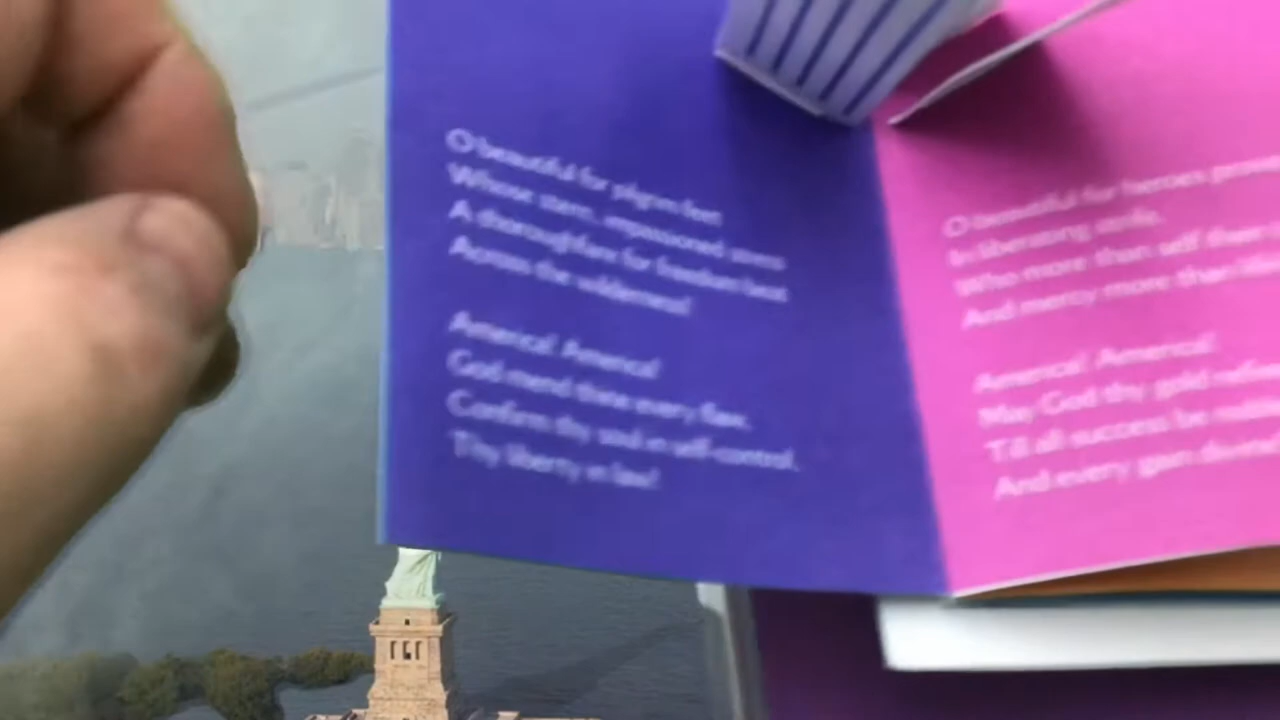 O beautiful for pilgrim feet
Whose stern, impassioned stress
A thoroughfare for freedom beat
Across the wilderness!
America! America!
God mend thine every flaw,
Confirm thy soul in self-control,
Thy liberty in law!
O beautiful for heroes
In liberating strife,
Who more than self their
And mercy more than
America! America!
May God thy gold refine
Till all success be
And every gain divine!